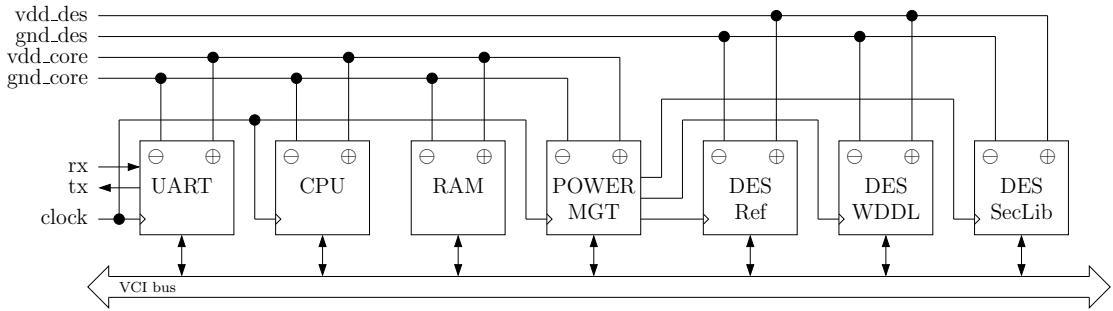 vdd_des
gnd_des
vdd_core
gnd_core
rx
tx
clock
UART
CPU
RAM
POWER
MGT
DES
Ref
DES
WDDL
DES
SecLib
VCI bus